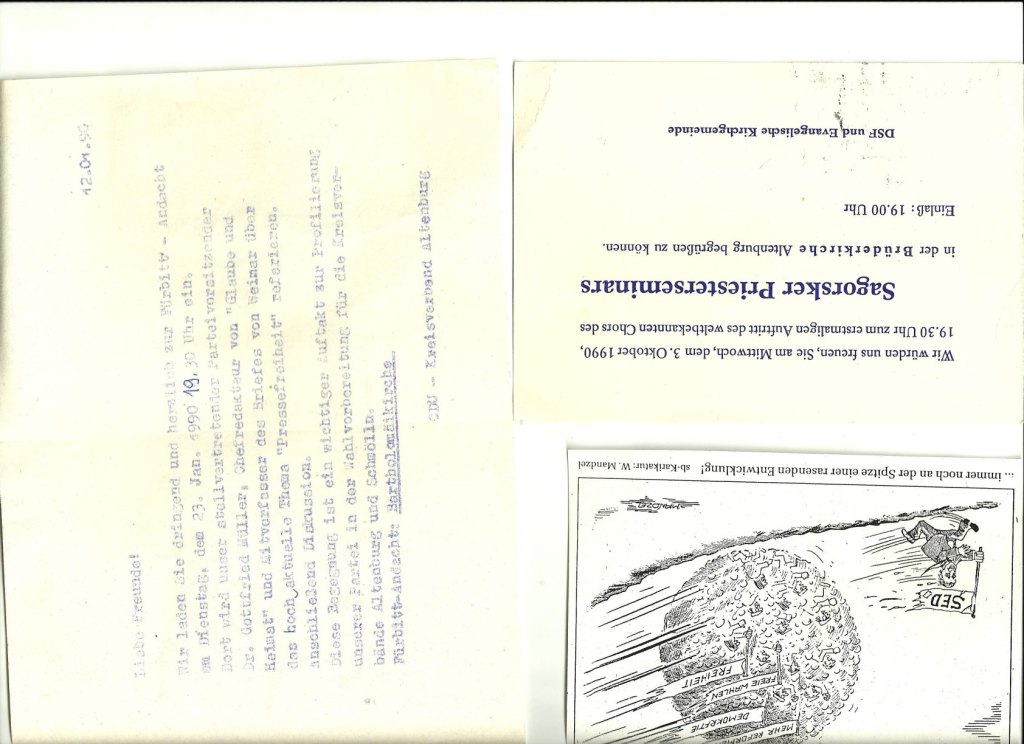 12.01.90
Liebe Freunde!
Wir laden Sie dringend und herzlich zur Fürbitt - Andacht
am Dienstag, dem 23. Jan. 1990 19.30 Uhr ein.
Dort wird unser stellvertretender Parteivorsitzender
Dr. Gottfried Müller, Chefredakteur von "Glaube und
Heimat" und Mitverfasser des Briefes von Weimar über
das hoch aktuelle Thema "Pressefreiheit" referieren.
Anschließend Diskussion.
Diese Begegnung ist ein wichtiger Auftakt zur Profilierung
unserer Partei in der Wahlvorbereitung für die Kreisver-
bände Altenburg und Schmölln.
Fürbitt-Andacht: Bartholomäikirche
CDU - Kreisverband Altenburg
Wir würden uns freuen, Sie am Mittwoch, dem 3. Oktober 1990,
19.30 Uhr zum erstmaligen Auftritt des weltbekannten Chors des
Sagorsker Priesterseminars
in der Brüderkirche Altenburg begrüßen zu können.
Einlaß: 19.00 Uhr
DSF und Evangelische Kirchgemeinde
MEHR REFORMEN
DEMOKRATIE
FREIE WAHLEN
FREIHEIT
SED
MANDZEL
... immer noch an der Spitze einer rasenden Entwicklung! sb-Karikatur: W. Mandzel